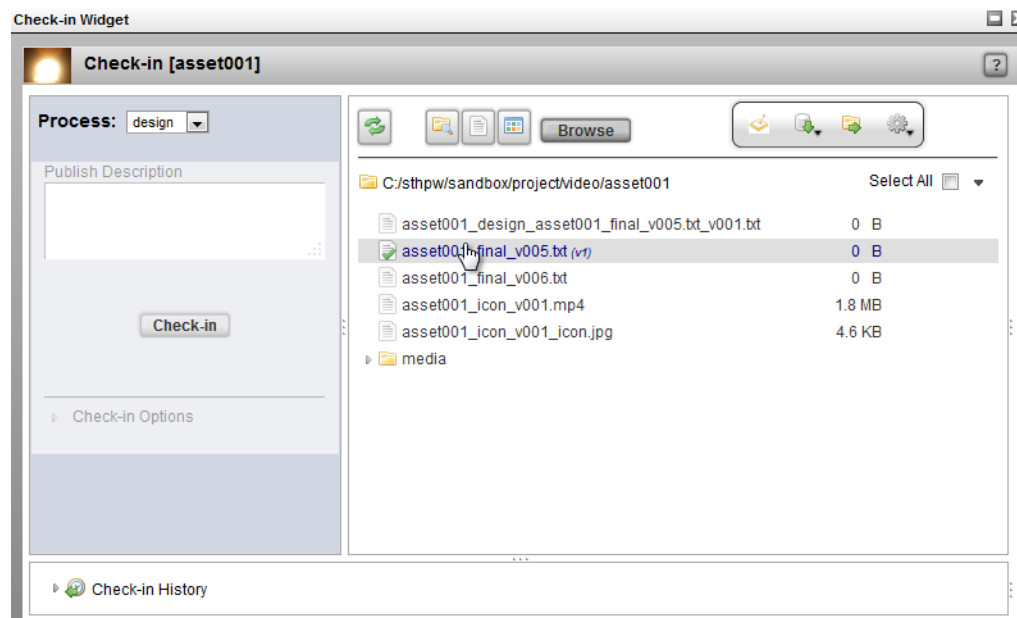 Check-in Widget
Check-in [asset001]
?
Process: design
Publish Description
Check-in
Check-in Options
Browse
C:/sthpw/sandbox/project/video/asset001 Select All
asset001_design_asset001_final_v005.txt_v001.txt 0 B
asset001_final_v005.txt (v1) 0 B
asset001_final_v006.txt 0 B
asset001_icon_v001.mp4 1.8 MB
asset001_icon_v001_icon.jpg 4.6 KB
media
Check-in History